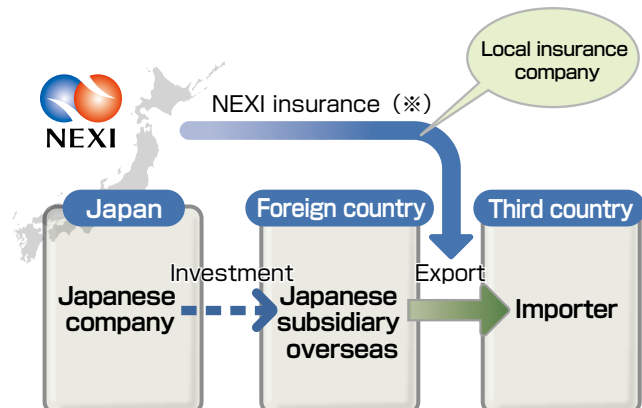 Local insurance
company
NEXI insurance（※）
NEXI
Japan
Foreign country
Third country
Investment
Export
Japanese
company
Japanese
subsidiary
overseas
Importer